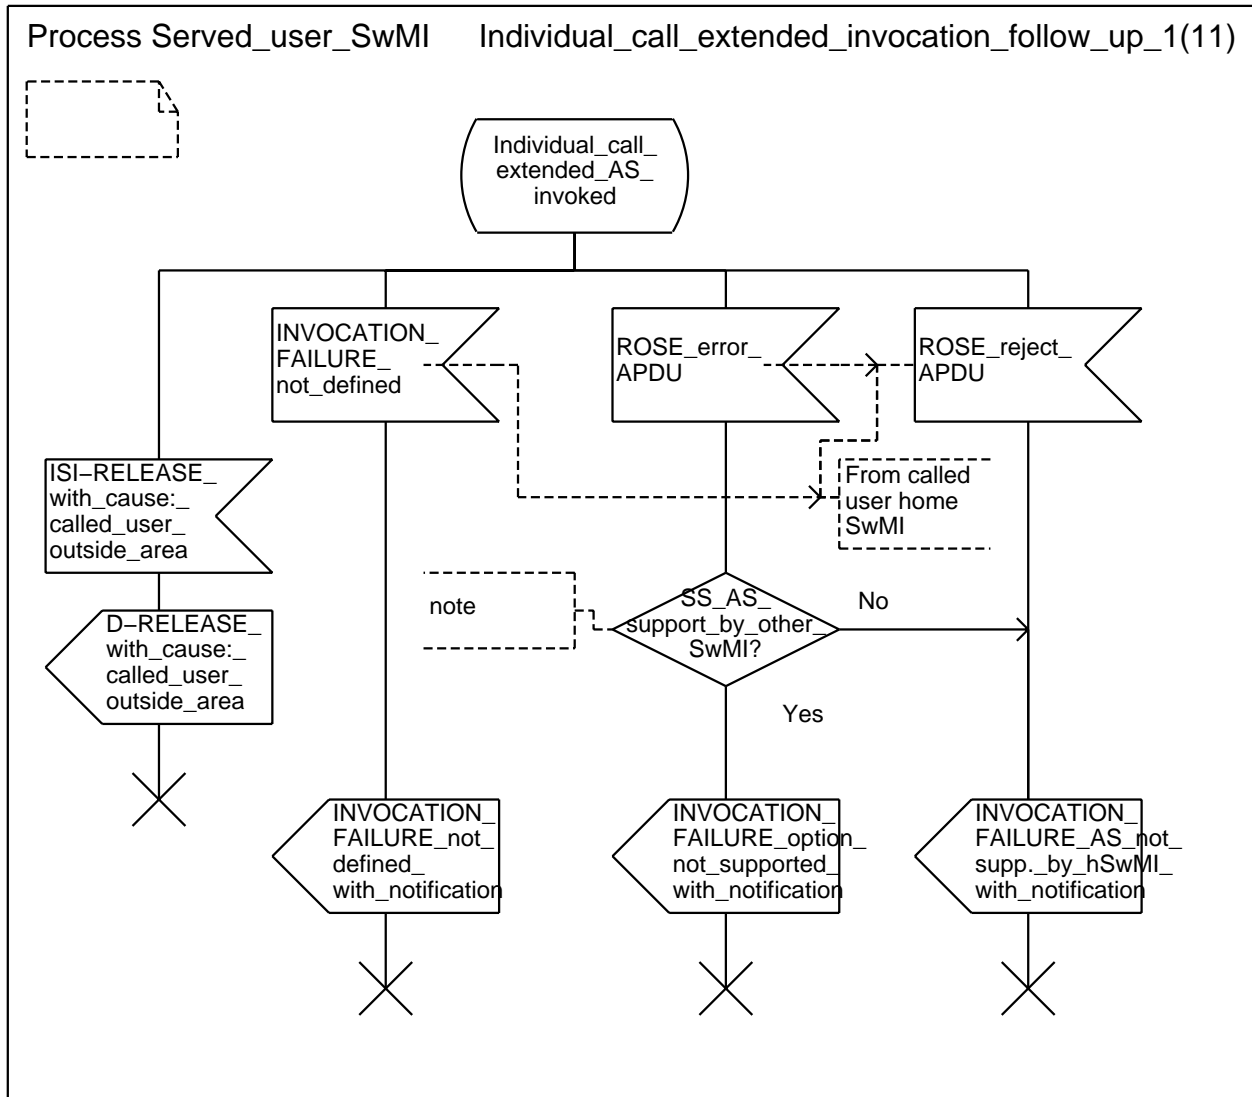 Process Served_user_SwMI Individual_call_extended_invocation_follow_up_1(11)
Individual_call_
extended_AS_
invoked
INVOCATION_
FAILURE_
not_defined
ROSE_error_
APDU
ROSE_reject_
APDU
ISI–RELEASE_
with_cause:_
called_user_
outside_area
From called
user home
SwMI
D–RELEASE_
with_cause:_
called_user_
outside_area
note
SS_AS_
support_by_other_
SwMI?
No
Yes
INVOCATION_
FAILURE_not_
defined_
with_notification
INVOCATION_
FAILURE_option_
not_supported_
with_notification
INVOCATION_
FAILURE_AS_not_
supp._by_hSwMI_
with_notification